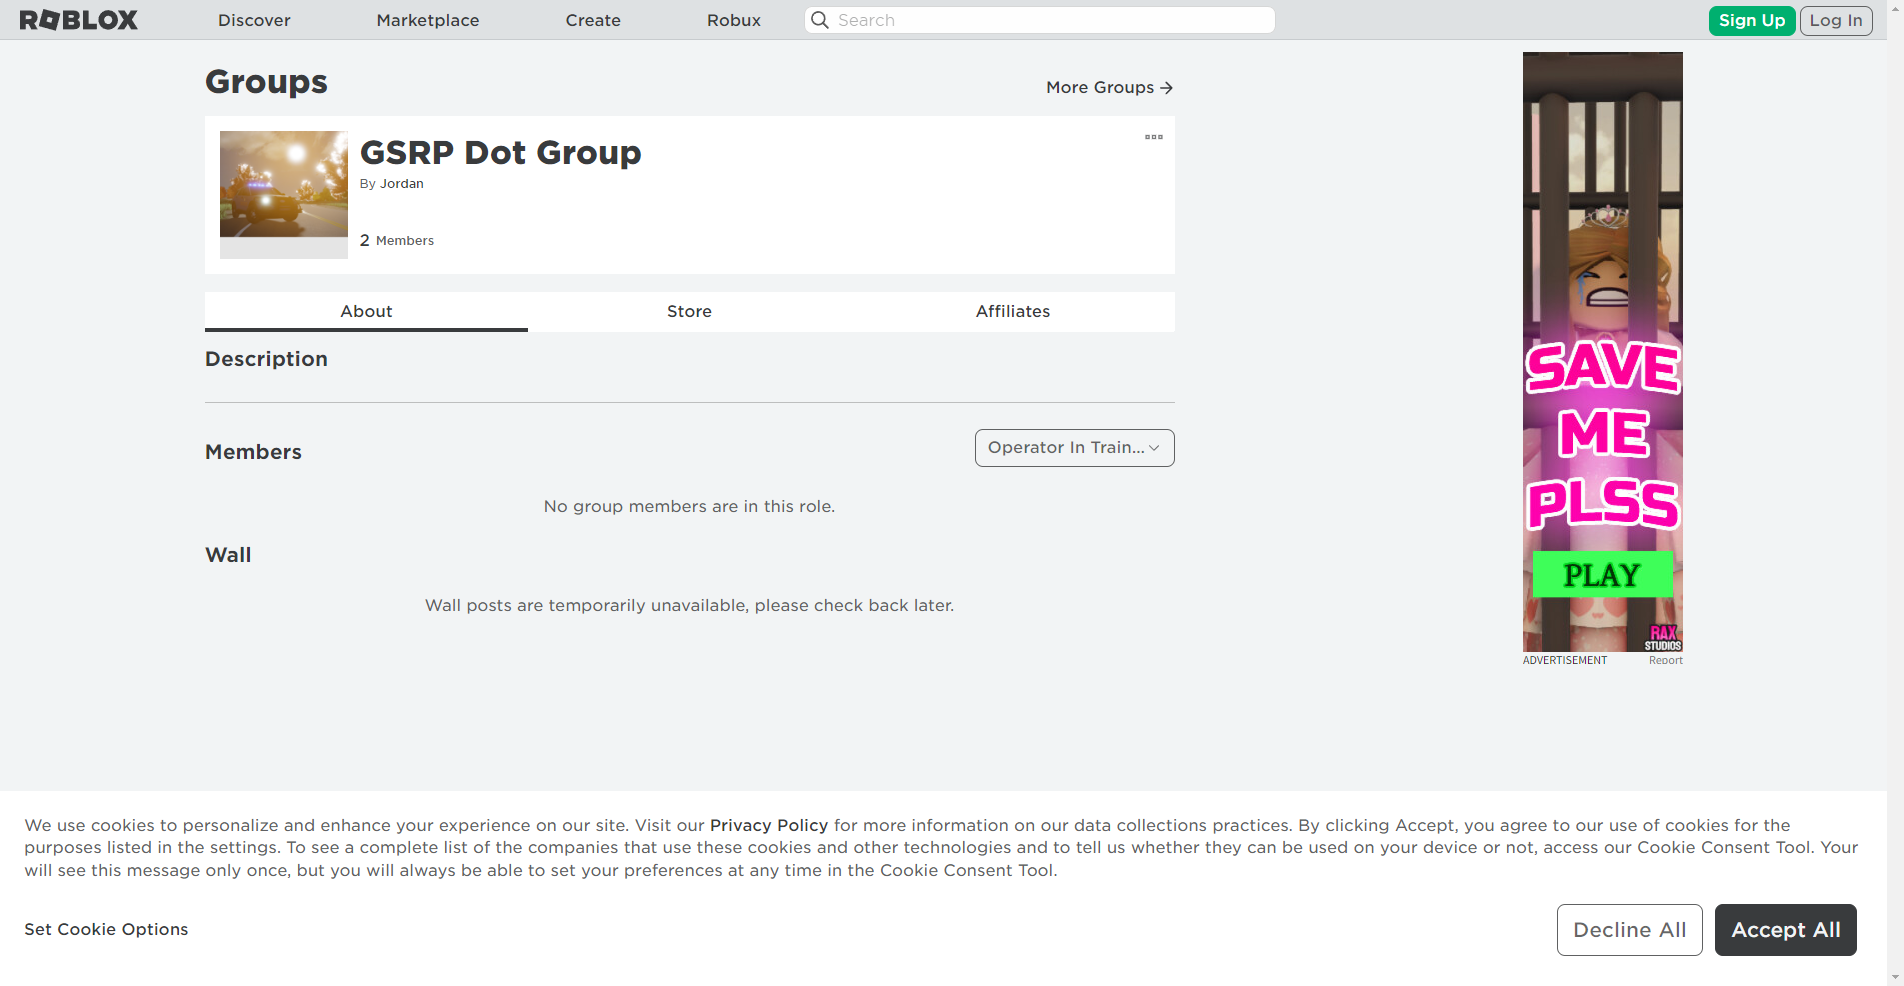 ROBLOX
Discover
Marketplace
Create
Robux
Search
Sign Up
Log In
Groups
More Groups
GSRP Dot Group
By Jordan
2 Members
About
Store
Affiliates
Description
Members
Operator In Train...
No group members are in this role.
Wall
Wall posts are temporarily unavailable, please check back later.
SAVE
ME
PLSS
PLAY
RAX
STUDIOS
ADVERTISEMENT
Report
We use cookies to personalize and enhance your experience on our site. Visit our Privacy Policy for more information on our data collections practices. By clicking Accept, you agree to our use of cookies for the
purposes listed in the settings. To see a complete list of the companies that use these cookies and other technologies and to tell us whether they can be used on your device or not, access our Cookie Consent Tool. Your
will see this message only once, but you will always be able to set your preferences at any time in the Cookie Consent Tool.
Set Cookie Options
Decline All
Accept All